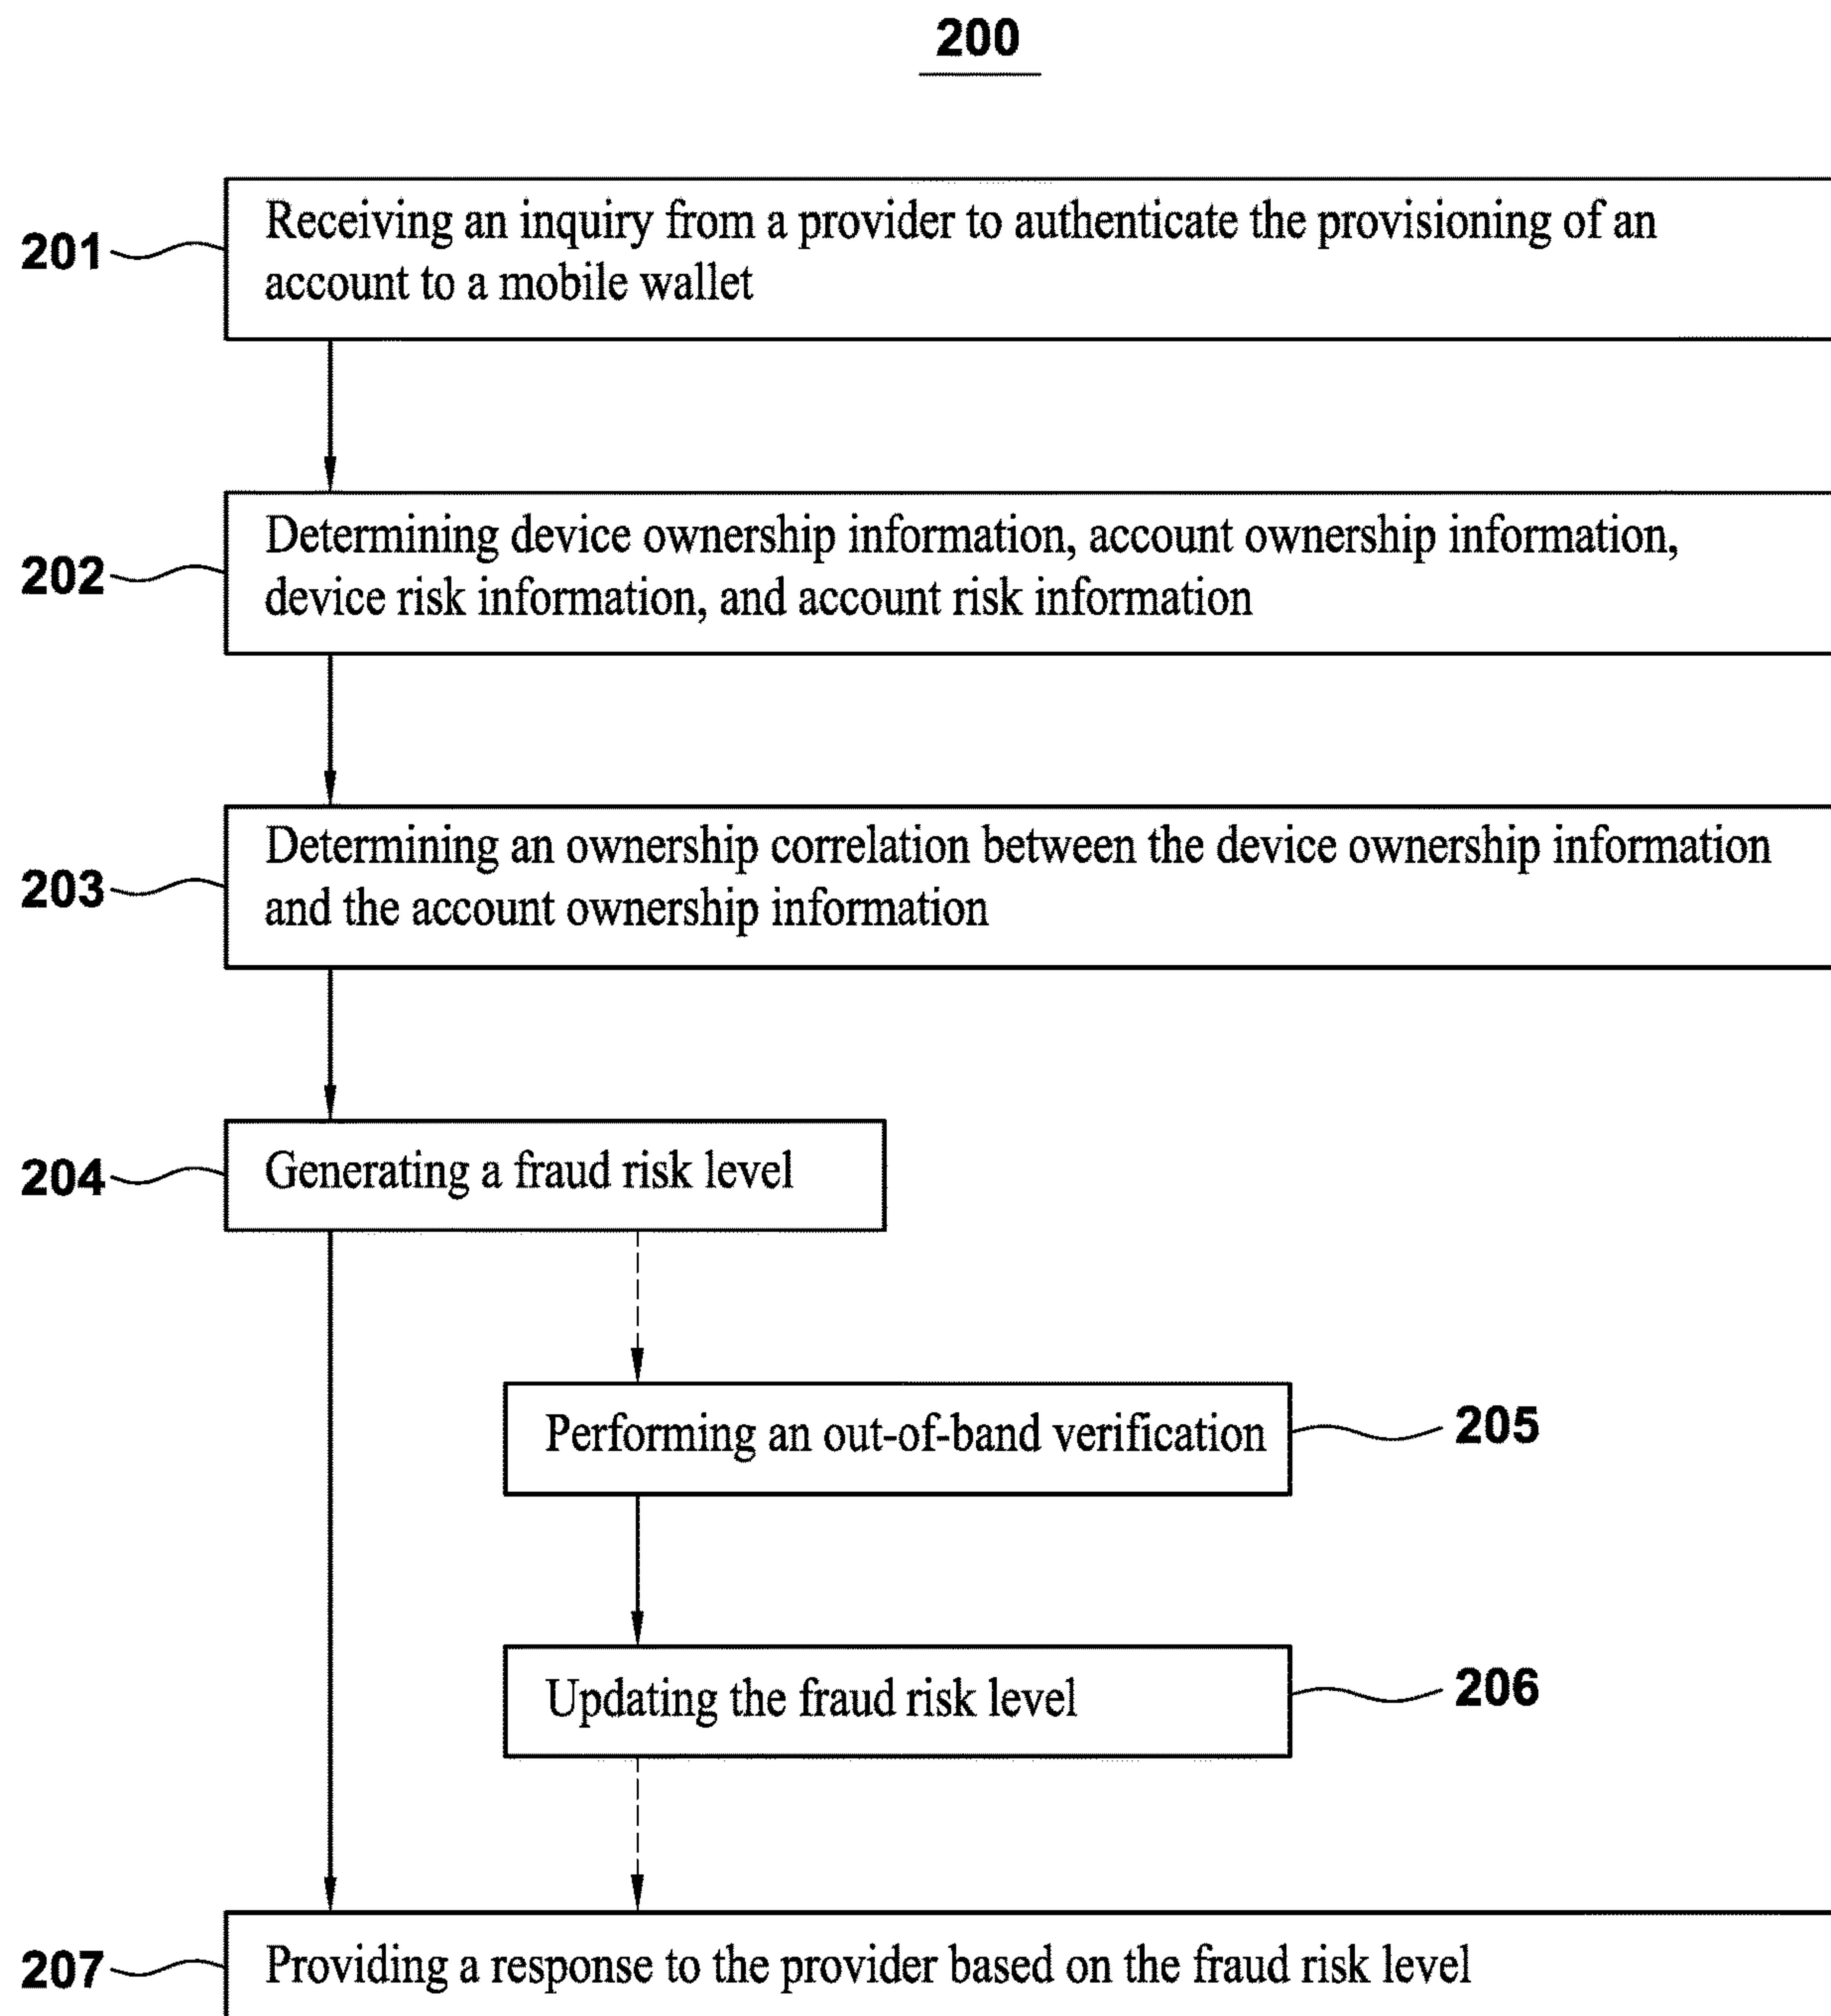 200
201
Receiving an inquiry from a provider to authenticate the provisioning of an
account to a mobile wallet
202
Determining device ownership information, account ownership information,
device risk information, and account risk information
203
Determining an ownership correlation between the device ownership information
and the account ownership information
204
Generating a fraud risk level
Performing an out-of-band verification
205
Updating the fraud risk level
206
207
Providing a response to the provider based on the fraud risk level